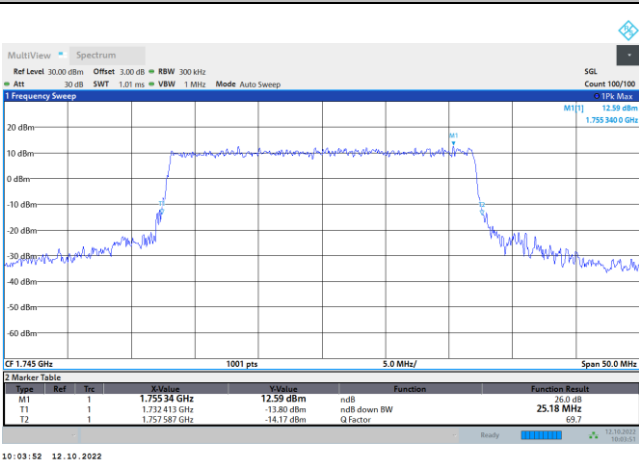 MultiView Spectrum
Ref Level 30.00 dBm Offset 3.00 dB RBW 300 kHz SGL
Att 30 dB SWT 1.01 ms VBW 1 MHz Mode Auto Sweep Count 100/100
1 Frequency Sweep 1Pk Max
M1[1] 12.59 dBm
1.755 340 0 GHz
20 dBm
M1
10 dBm
0 dBm
-10 dBm
T1 T2
-20 dBm
-30 dBm
-40 dBm
-50 dBm
-60 dBm
CF 1.745 GHz 1001 pts 5.0 MHz/ Span 50.0 MHz
2 Marker Table
Type Ref Trc X-Value Y-Value Function Function Result
M1 1 1.755 34 GHz 12.59 dBm ndB 26.0 dB
T1 1 1.732 413 GHz -13.80 dBm ndB down BW 25.18 MHz
T2 1 1.757 587 GHz -14.17 dBm Q Factor 69.7
Ready 12.10.2022
10:03:51
10:03:52 12.10.2022